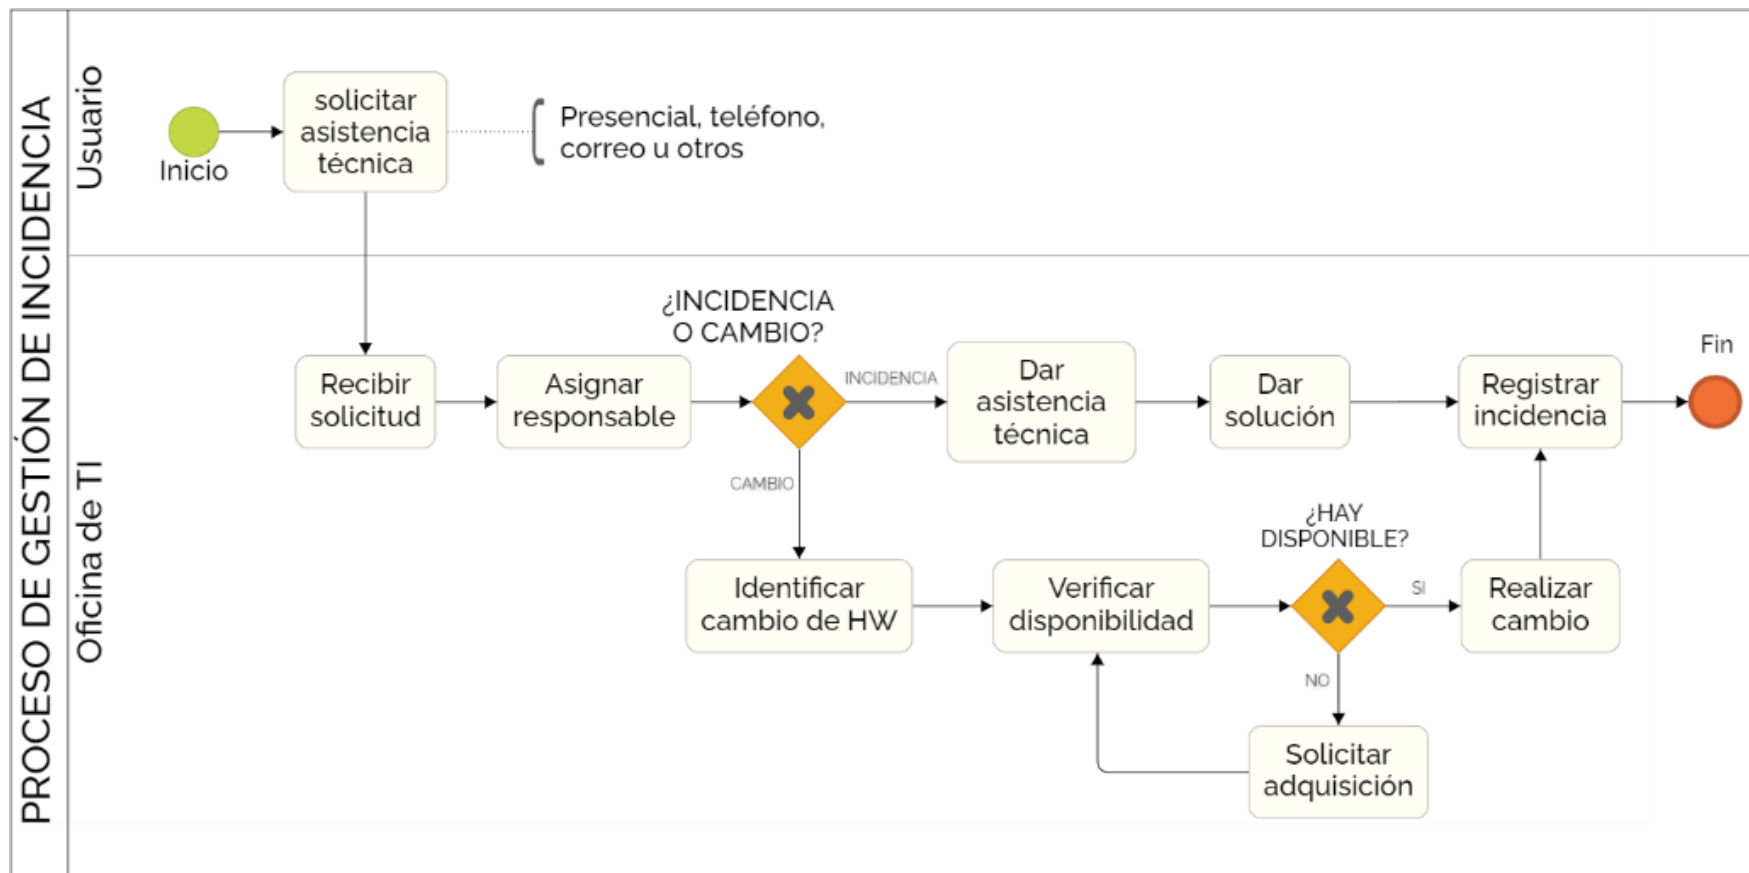 PROCESO DE GESTIÓN DE INCIDENCIA
Usuario
Inicio
solicitar
asistencia
técnica
Presencial, teléfono,
correo u otros
Oficina de TI
Recibir
solicitud
Asignar
responsable
¿INCIDENCIA
O CAMBIO?
INCIDENCIA
Dar
asistencia
técnica
Dar
solución
Registrar
incidencia
Fin
CAMBIO
Identificar
cambio de HW
Verificar
disponibilidad
¿HAY
DISPONIBLE?
SI
Realizar
cambio
NO
Solicitar
adquisición